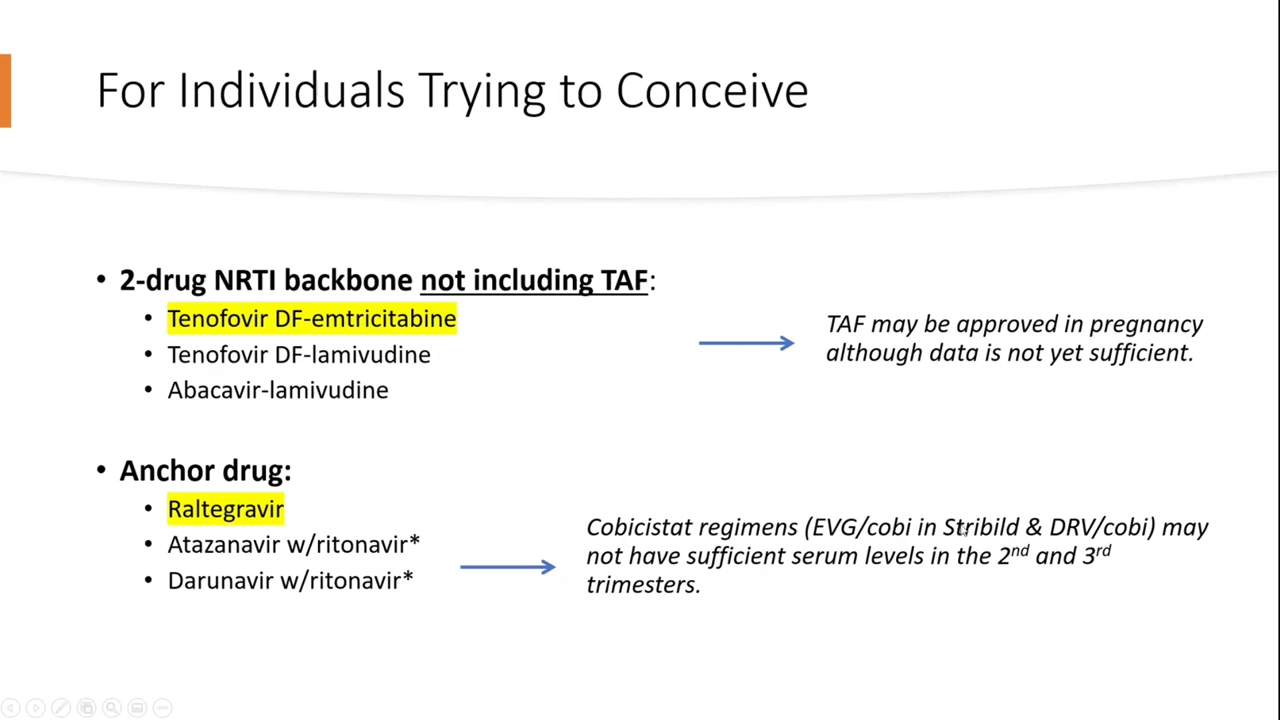 For Individuals Trying to Conceive
• 2-drug NRTI backbone not including TAF:
• Tenofovir DF-emtricitabine
• Tenofovir DF-lamivudine
• Abacavir-lamivudine
TAF may be approved in pregnancy
although data is not yet sufficient.
• Anchor drug:
• Raltegravir
• Atazanavir w/ritonavir*
• Darunavir w/ritonavir*
Cobicistat regimens (EVG/cobi in Stribild & DRV/cobi) may
not have sufficient serum levels in the 2nd and 3rd
trimesters.